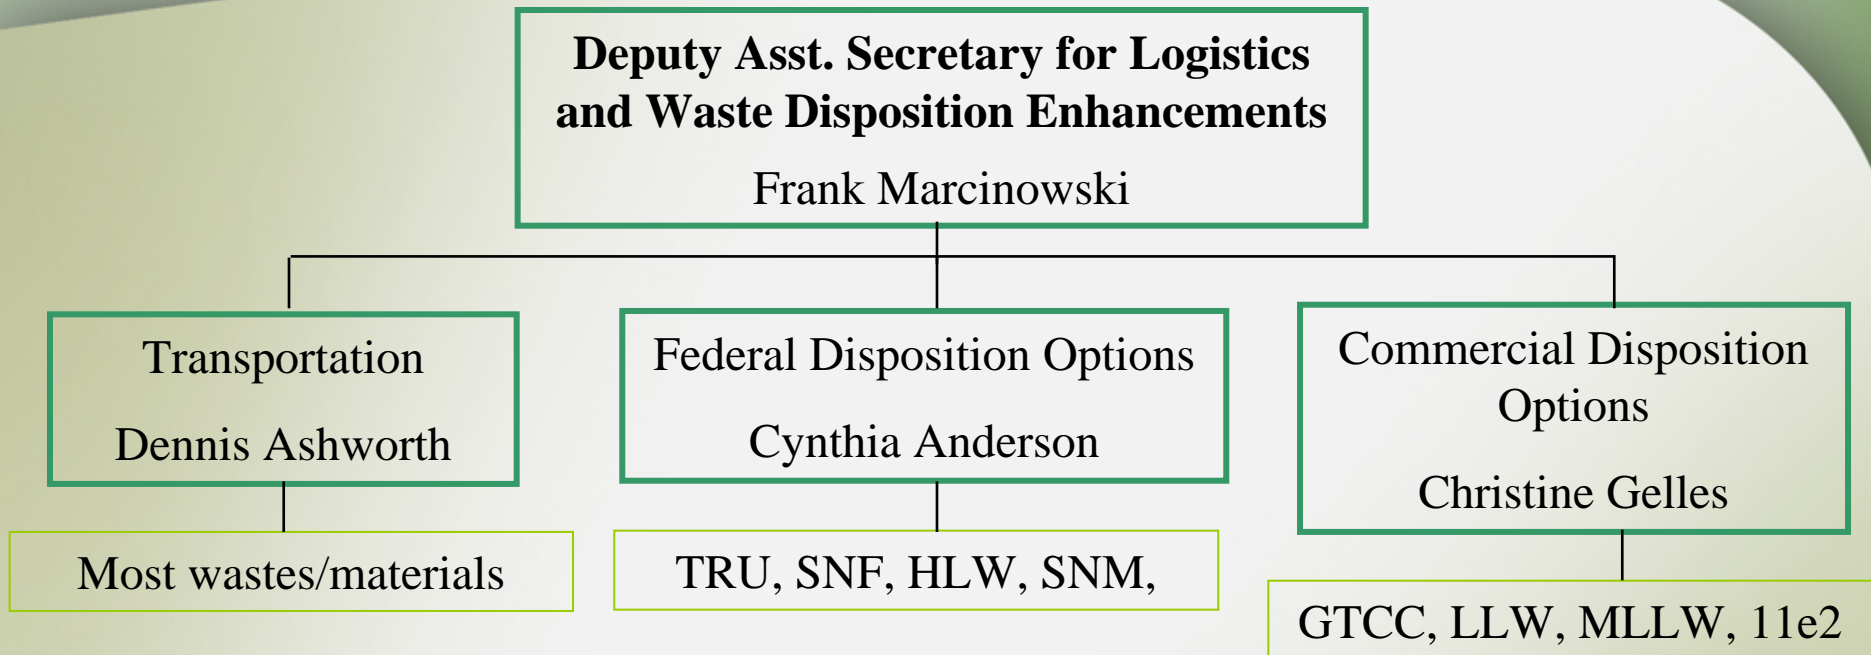 Deputy Asst. Secretary for Logistics
and Waste Disposition Enhancements
Frank Marcinowski
Transportation
Dennis Ashworth
Most wastes/materials
Federal Disposition Options
Cynthia Anderson
TRU, SNF, HLW, SNM,
Commercial Disposition
Options
Christine Gelles
GTCC, LLW, MLLW, 11e2